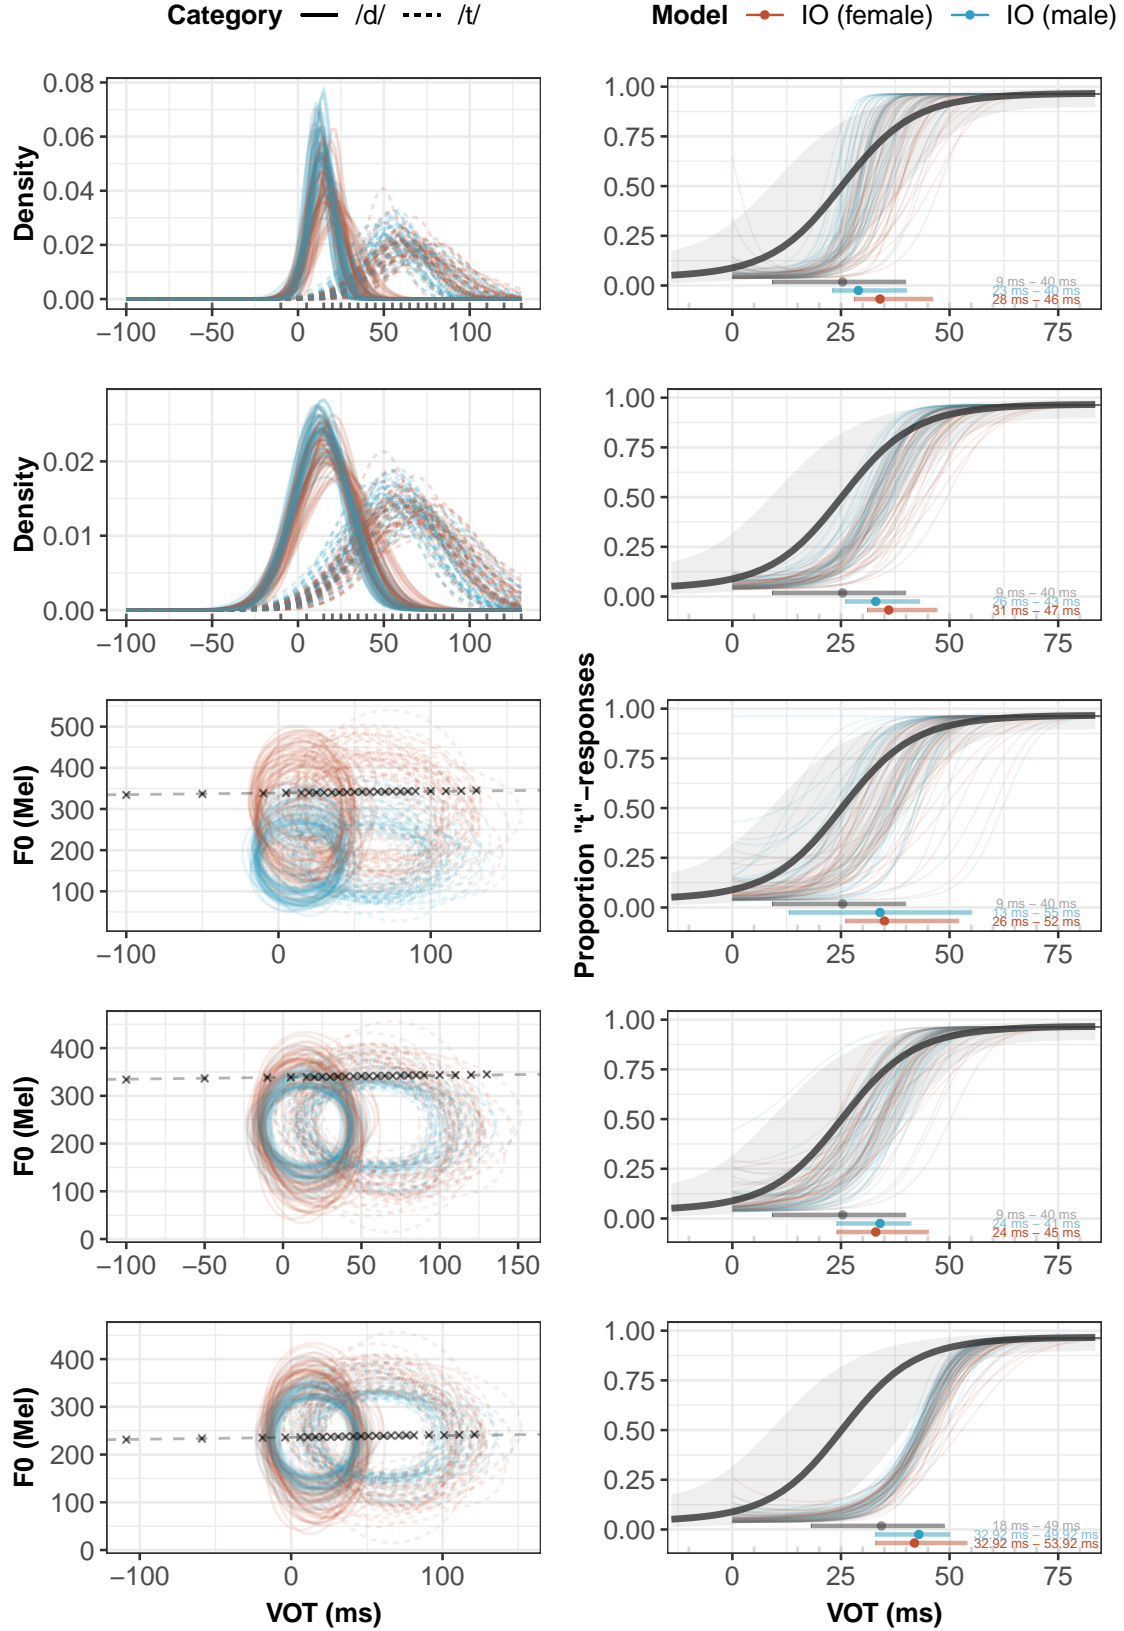 Category /d/ /t/ Model IO (female) IO (male)
Density
0.08
0.06
0.04
0.02
0.00
−100 −50 0 50 100
1.00
0.75
0.50
0.25
0.00
9 ms − 40 ms
23 ms − 40 ms
28 ms − 46 ms
0 25 50 75
Density
0.02
0.01
0.00
−100 −50 0 50 100
1.00
0.75
0.50
0.25
0.00
9 ms − 40 ms
26 ms − 43 ms
31 ms − 47 ms
0 25 50 75
F0 (Mel)
500
400
300
200
100
−100 0 100
Proportion "t"−responses
1.00
0.75
0.50
0.25
0.00
9 ms − 40 ms
13 ms − 55 ms
26 ms − 52 ms
0 25 50 75
F0 (Mel)
400
300
200
100
0
−100 −50 0 50 100 150
1.00
0.75
0.50
0.25
0.00
9 ms − 40 ms
24 ms − 41 ms
24 ms − 45 ms
0 25 50 75
F0 (Mel)
400
300
200
100
0
−100 0 100
VOT (ms)
1.00
0.75
0.50
0.25
0.00
18 ms − 49 ms
32.92 ms − 49.92 ms
32.92 ms − 53.92 ms
0 25 50 75
VOT (ms)